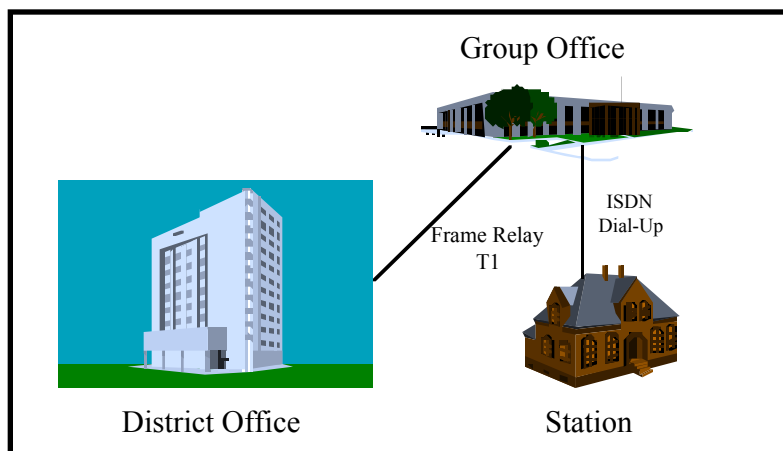 Group Office
ISDN
Dial-Up
Frame Relay
T1
District Office
Station